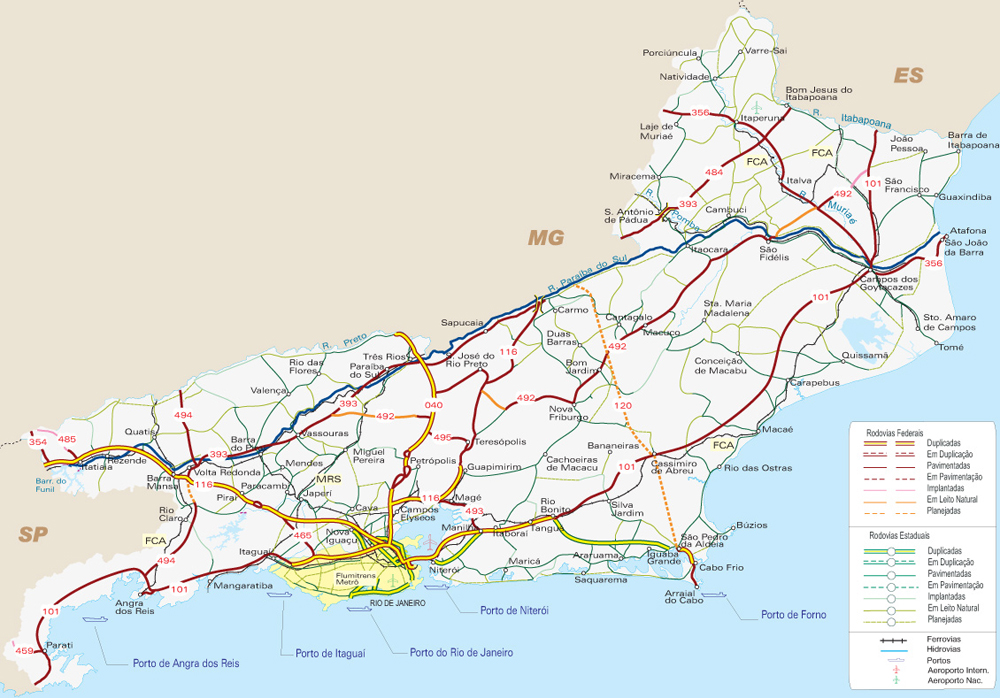 Porciúncula
Varre-Sai
ES
Natividade
Bom Jesus do
Itabapoana
R. Itabapoana
356
Itaperuna
Laje de
Muriaé
João
Pessoa
Barra de
Itabapoana
FCA
FCA
Miracema
484
Italva
492
101
São
Francisco
Guaxindiba
R. Pomba
393
S. Antônio
de Pádua
Cambuci
R. Muriaé
Atafona
São João
da Barra
356
MG
Itaocara
São
Fidélis
R. Paraíba do Sul
Campos dos
Goytacazes
101
Sta. Maria
Madalena
Sto. Amaro
de Campos
Tomé
Carmo
Cantagalo
Macuco
Sapucaia
Duas
Barras
492
116
Quissamã
R. Preto
Três Rios
Paraíba
do Sul
S. José do
Rio Preto
Rio das
Flores
Bom
Jardim
Conceição
de Macabu
Carapebus
Valença
494
393
040
492
492
Nova
Friburgo
120
354
485
Quatis
Barra
do P
Vassouras
495
Teresópolis
Bananeiras
Macaé
FCA
Itatiaia
Rezende
393
Volta Redonda
Mendes
Miguel
Pereira
Petrópolis
Guapimirim
Cachoeiras
de Macacu
101
Cassimiro
de Abreu
Rio das Ostras
Barr. do
Funil
Barra
Mansa
116
Piraí
Paracambi
MRS
Japerí
116
Magé
493
Rio
Bonito
Silva
Jardim
Rio
Claro
Cava
Campos
Elyseos
Nova
Iguaçu
Manilha
Itaboraí
Tanguá
SP
FCA
465
Búzios
São Pedro
da Aldeia
Iguaba
Grande
Araruama
Itaguaí
494
Flumitrens
Metrô
Niterói
Maricá
Saquarema
Cabo Frio
Arraial
do Cabo
Mangaratiba
101
101
Angra
dos Reis
RIO DE JANEIRO
Porto de Niterói
Porto de Forno
459
Parati
Porto de Angra dos Reis
Porto de Itaguaí
Porto do Rio de Janeiro
Rodovias Federais
Duplicadas
Em Duplicação
Pavimentadas
Em Pavimentação
Implantadas
Em Leito Natural
Planejadas
Rodovias Estaduais
Duplicadas
Em Duplicação
Pavimentadas
Em Pavimentação
Implantadas
Em Leito Natural
Planejadas
Ferrovias
Hidrovias
Portos
Aeroporto Intern.
Aeroporto Nac.